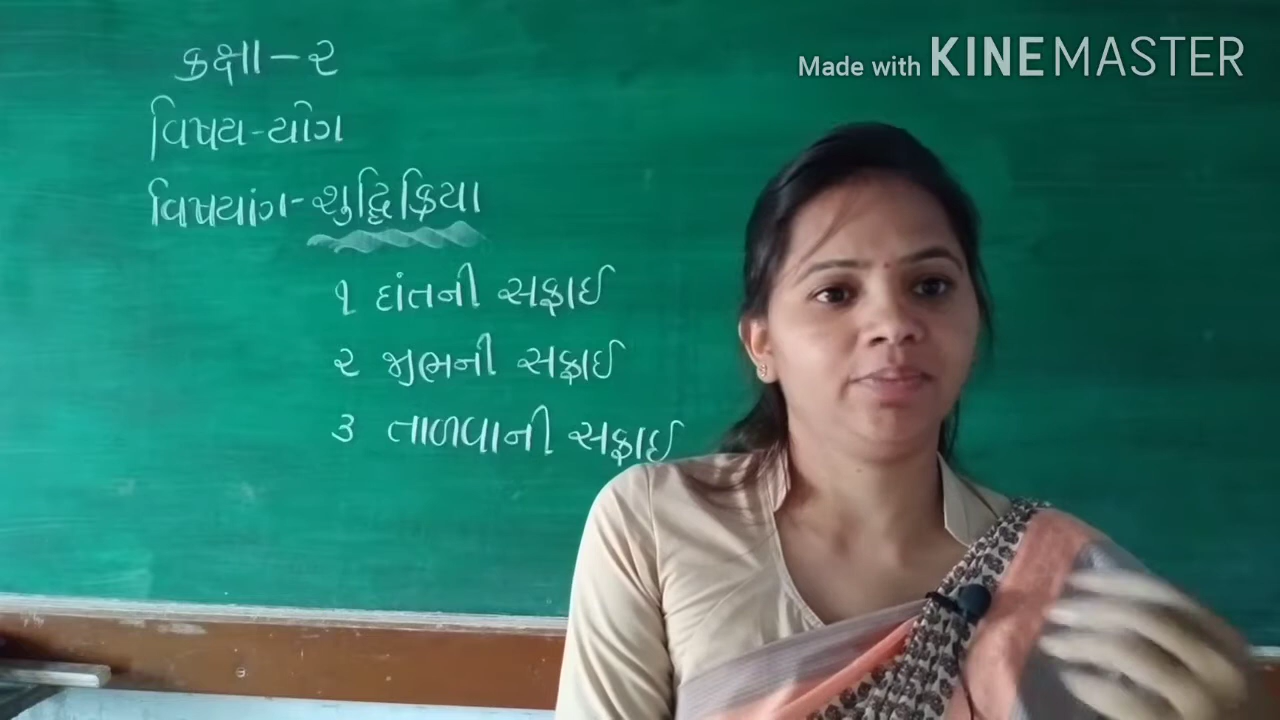 કક્ષા - ૨
Made with KINEMASTER
વિષય - યોગ
વિષયાંગ - શુદ્ધિક્રિયા
૧ દાંતની સફાઈ
૨ જીભની સફાઈ
૩ તાળવાની સફાઈ